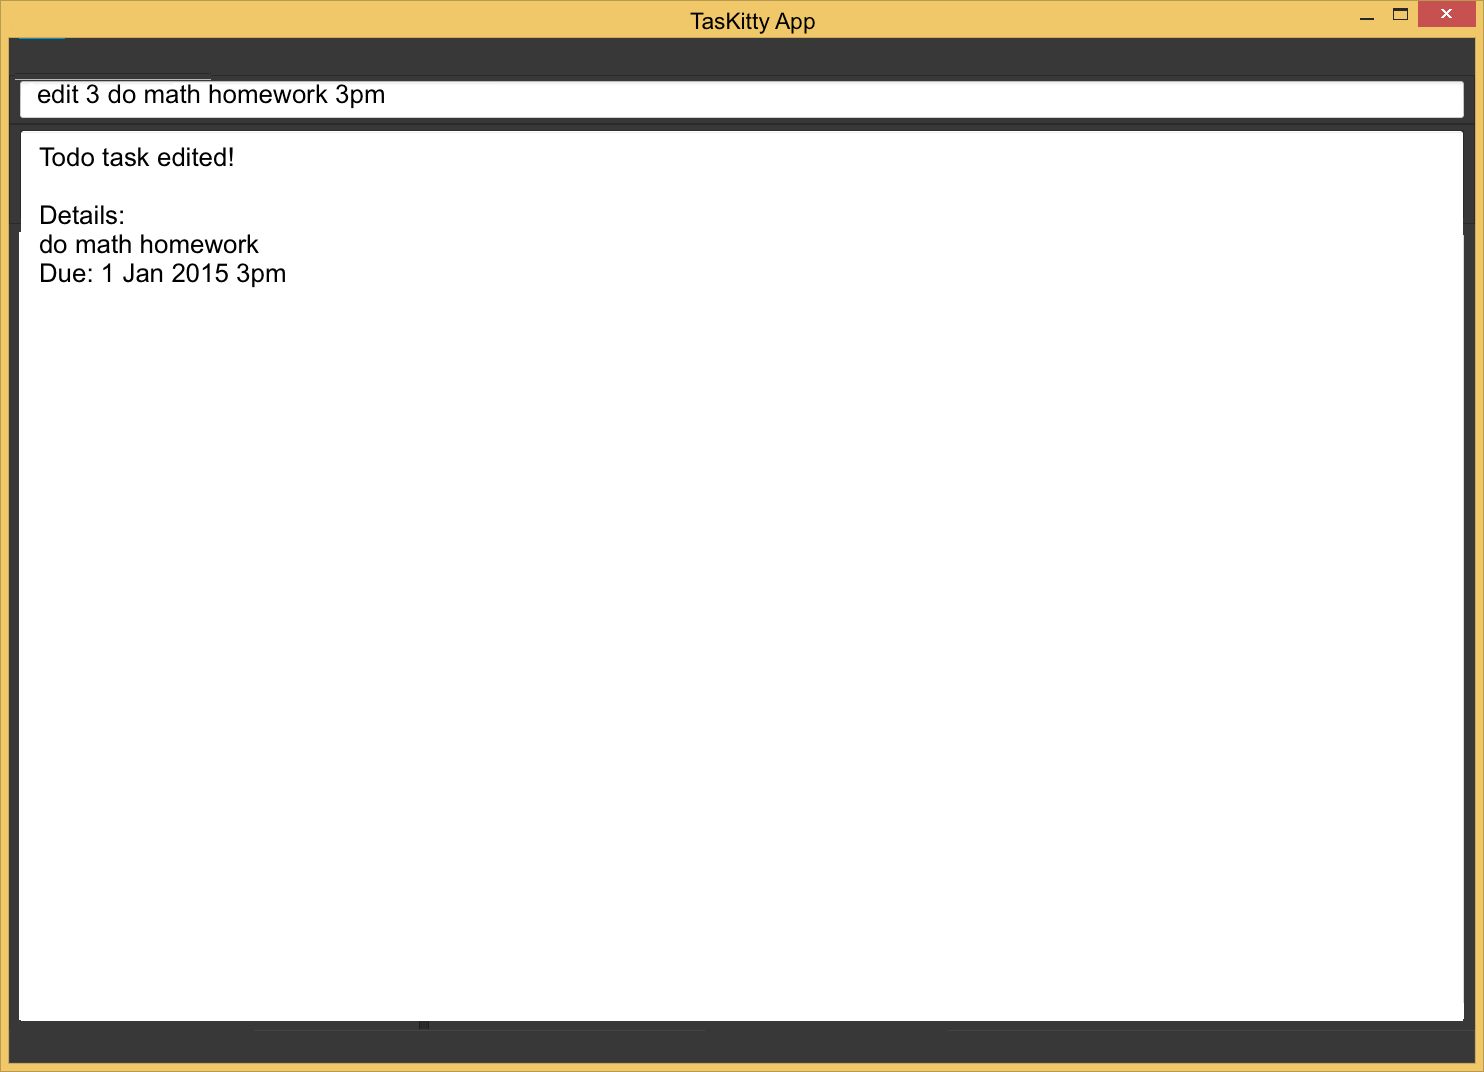 TasKitty App
edit 3 do math homework 3pm
Todo task edited!
Details:
do math homework
Due: 1 Jan 2015 3pm